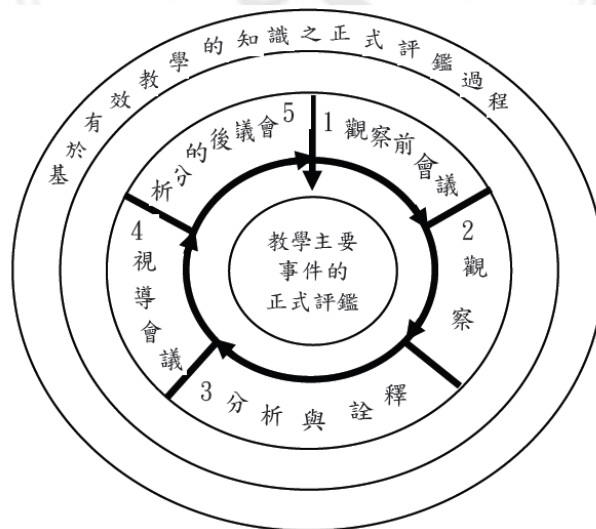 基於有效教學的知識之正式評鑑過程
1 觀察前會議
2 觀察
3 分析與詮釋
4 視導會議
5 會議後的分析
教學主要
事件的
正式評鑑